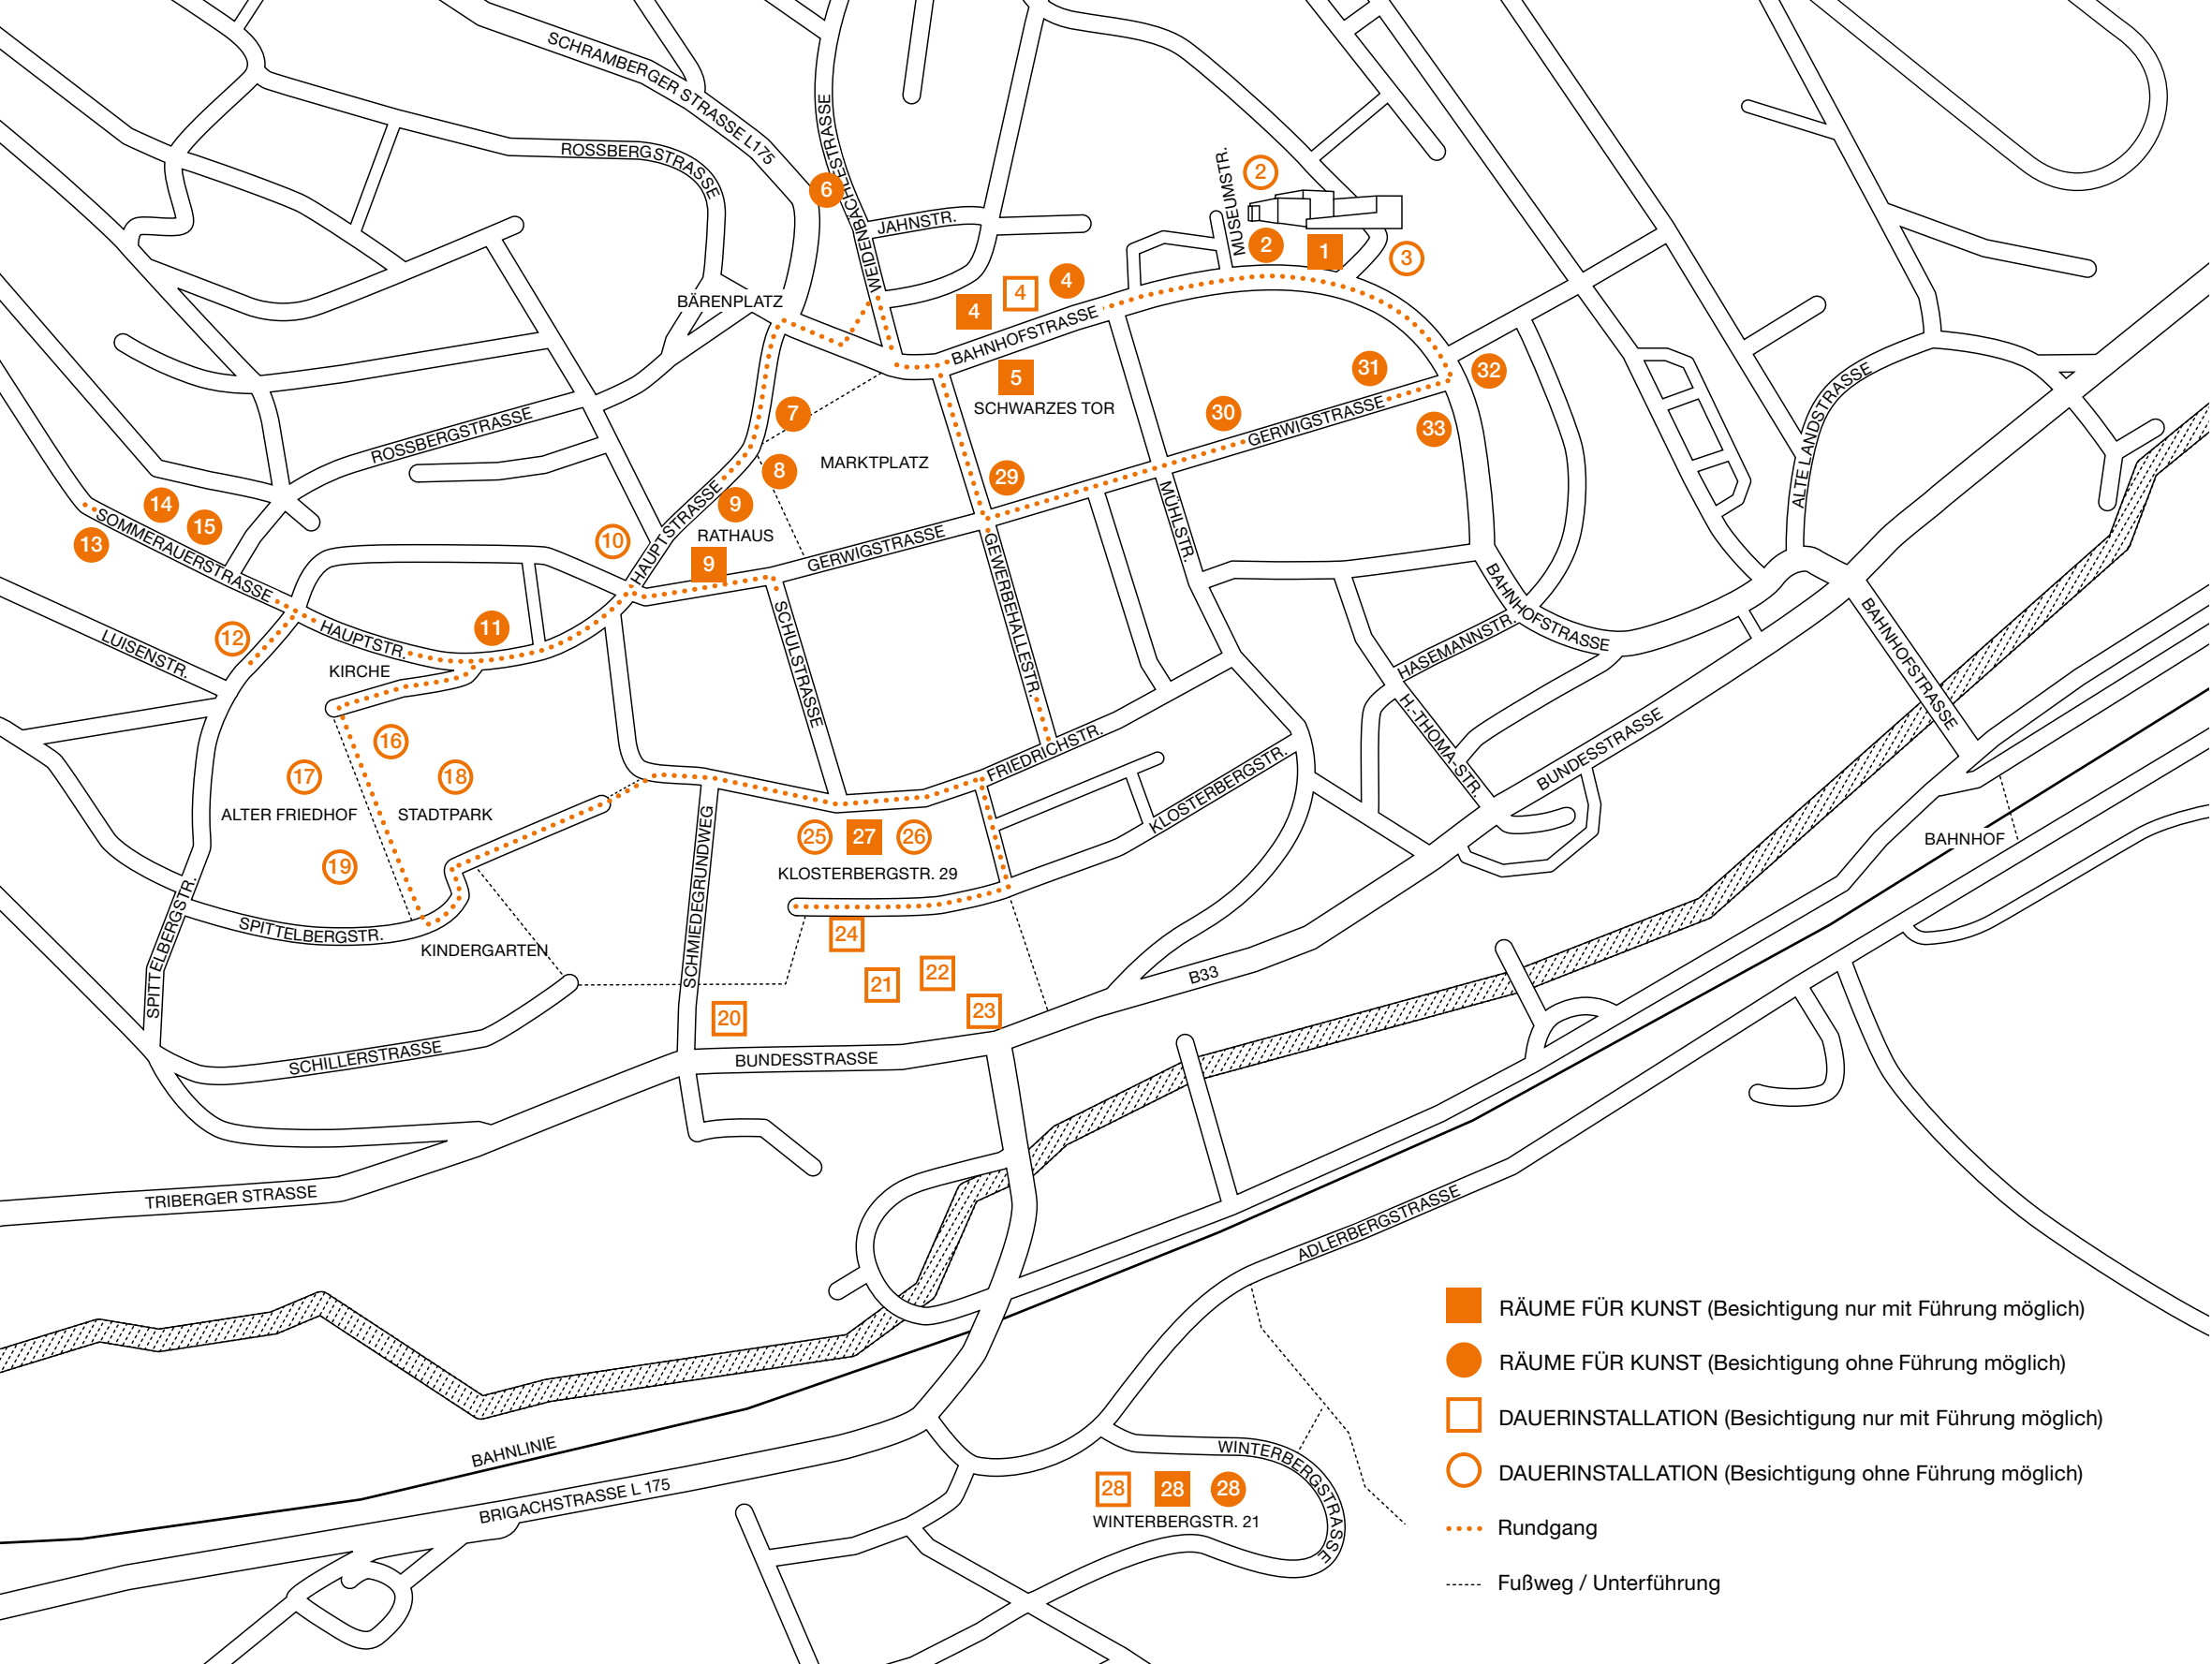 SCHRAMBERGER STRASSE L175
ROSSBERGSTRASSE
WEIDENBÄCHLESTRASSE
6
JAHNSTR.
MUSEUMSTR.
2
2
1
3
BÄRENPLATZ
4
4
4
BAHNHOFSTRASSE
5
SCHWARZES TOR
31
32
30
GERWIGSTRASSE
33
ALTE LANDSTRASSE
7
ROSSBERGSTRASSE
8
MARKTPLATZ
29
9
HAUPTSTRASSE
RATHAUS
9
10
GERWIGSTRASSE
MÜHLSTR.
14
15
13
SOMMERAUERSTRASSE
GEWERBEHALLESTR.
BAHNHOFSTRASSE
HASEMANNSTR.
BAHNHOFSTRASSE
12
11
HAUPTSTR.
LUISENSTR.
KIRCHE
SCHULSTRASSE
16
17
18
ALTER FRIEDHOF
STADTPARK
19
FRIEDRICHSTR.
KLOSTERBERGSTR.
H.-THOMA-STR.
BUNDESSTRASSE
BAHNHOF
25
27
26
KLOSTERBERGSTR. 29
SCHMIEDEGRUNDWEG
SPITTELBERGSTR.
SPITTELBERGSTR.
KINDERGARTEN
24
21
22
23
20
B33
SCHILLERSTRASSE
BUNDESSTRASSE
TRIBERGER STRASSE
ADLERBERGSTRASSE
BAHNLINIE
BRIGACHSTRASSE L 175
WINTERBERGSTRASSE
28
28
28
WINTERBERGSTR. 21
RÄUME FÜR KUNST (Besichtigung nur mit Führung möglich)
RÄUME FÜR KUNST (Besichtigung ohne Führung möglich)
DAUERINSTALLATION (Besichtigung nur mit Führung möglich)
DAUERINSTALLATION (Besichtigung ohne Führung möglich)
Rundgang
Fußweg / Unterführung